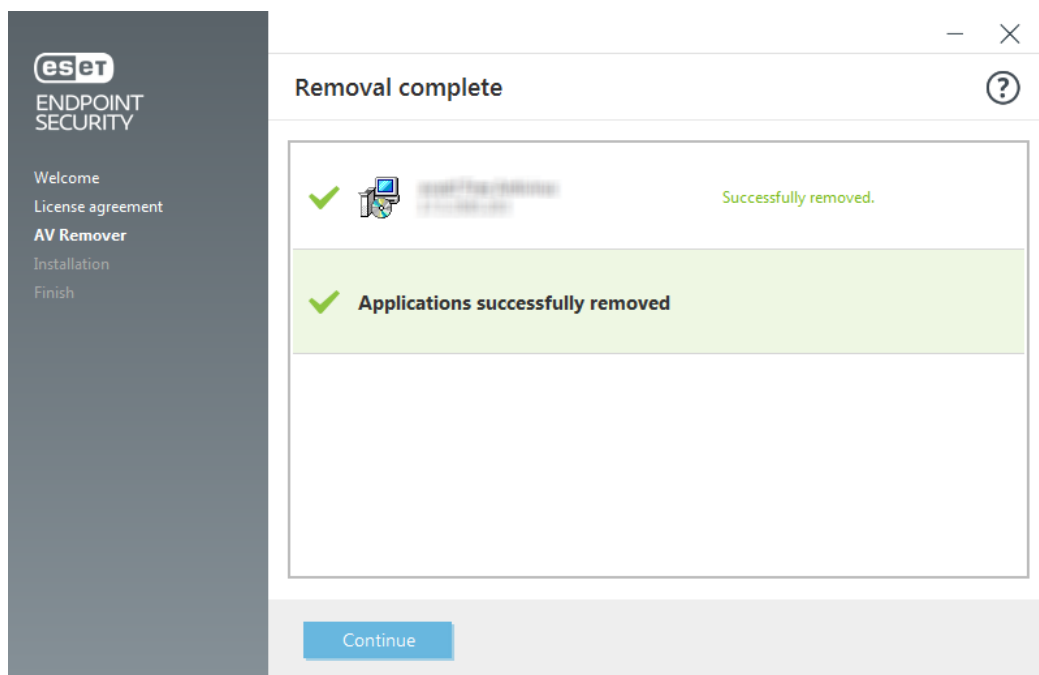 eset
ENDPOINT
SECURITY
Welcome
License agreement
AV Remover
Installation
Finish
Removal complete
?
Successfully removed.
Applications successfully removed
Continue